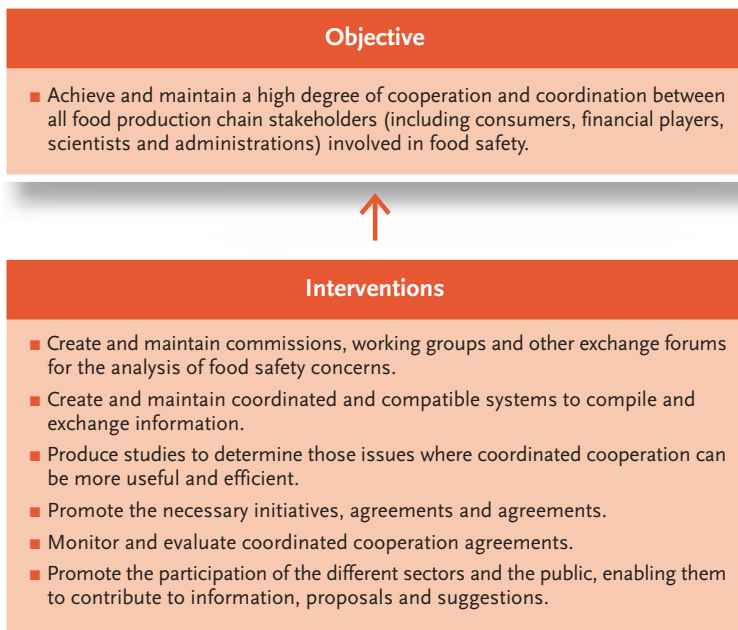 Objective
■ Achieve and maintain a high degree of cooperation and coordination between
all food production chain stakeholders (including consumers, financial players,
scientists and administrations) involved in food safety.
Interventions
■ Create and maintain commissions, working groups and other exchange forums
for the analysis of food safety concerns.
■ Create and maintain coordinated and compatible systems to compile and
exchange information.
■ Produce studies to determine those issues where coordinated cooperation can
be more useful and efficient.
■ Promote the necessary initiatives, agreements and agreements.
■ Monitor and evaluate coordinated cooperation agreements.
■ Promote the participation of the different sectors and the public, enabling them
to contribute to information, proposals and suggestions.